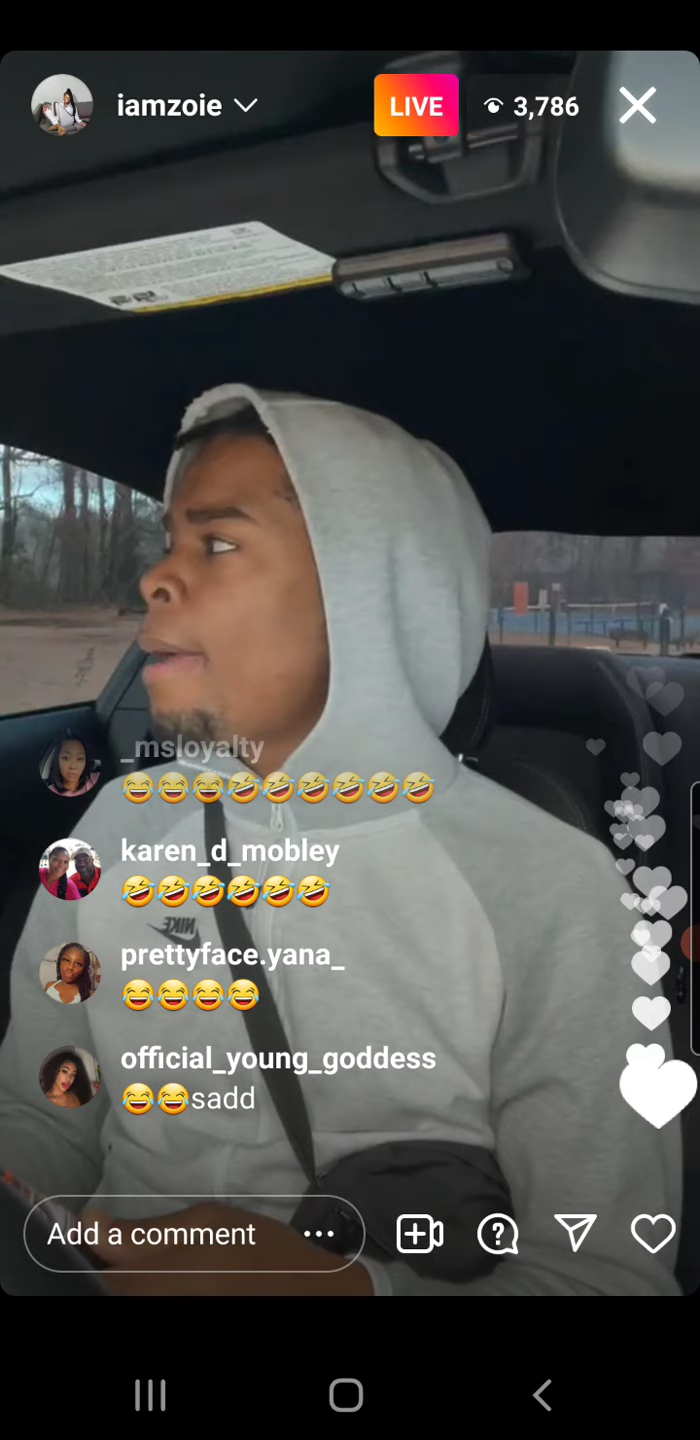 iamzoie
LIVE
3,786
_msloyalty
😂😂😂🤣🤣🤣🤣🤣🤣
karen_d_mobley
🤣🤣🤣🤣🤣🤣
NIKE
prettyface.yana_
😂😂😂😂
official_young_goddess
😂😂sadd
Add a comment